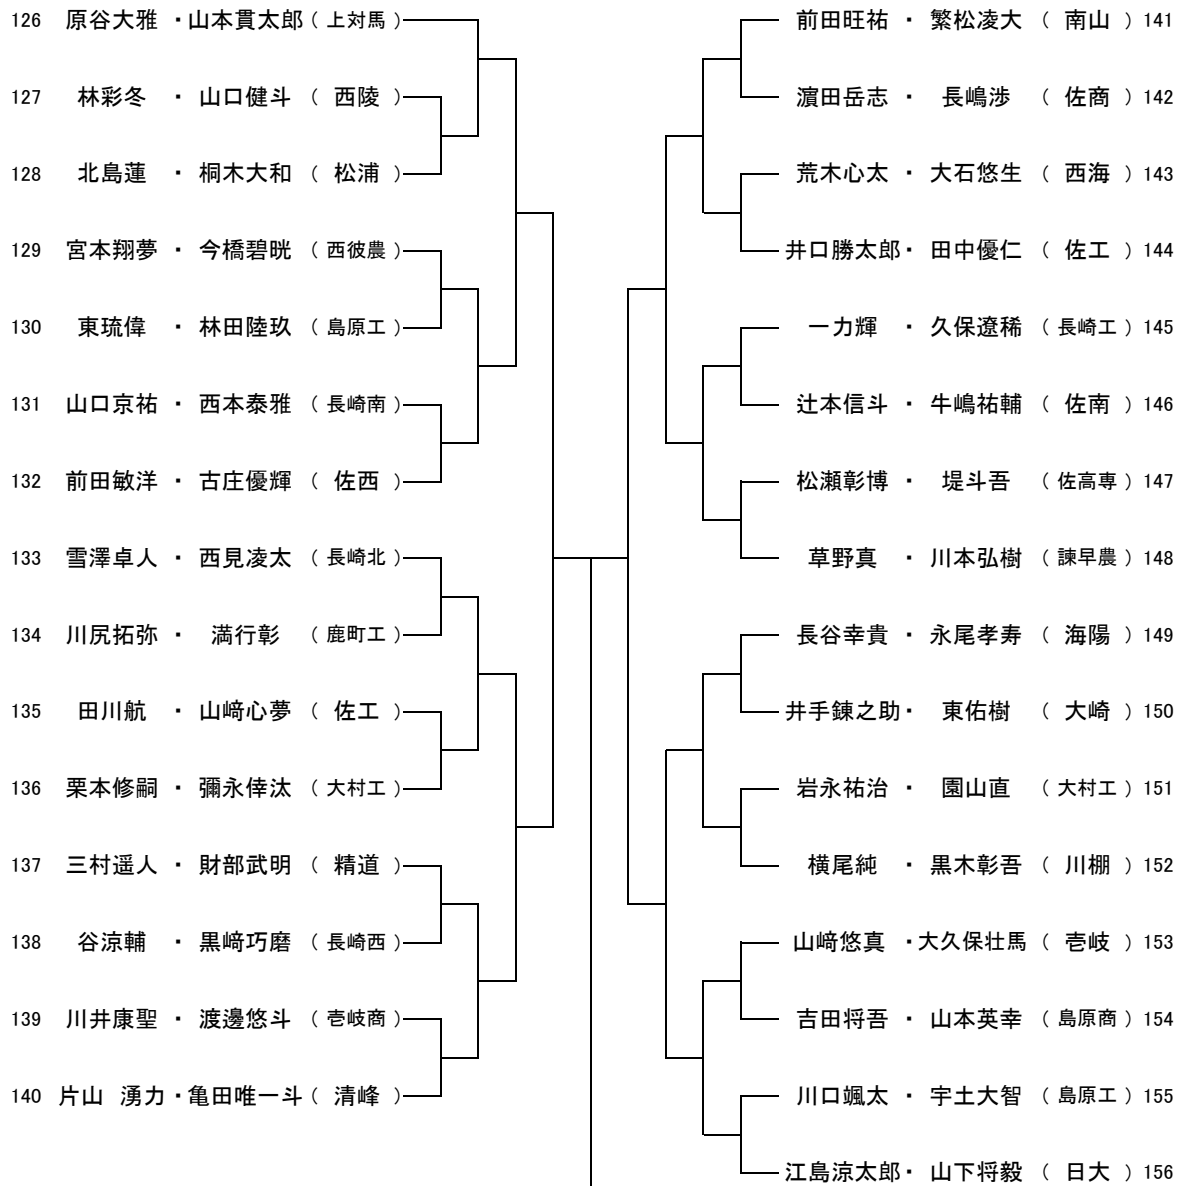 126 原谷大雅 ・山本貫太郎 ( 上対馬 )
127 林彩冬 ・ 山口健斗 ( 西陵 )
128 北島蓮 ・ 桐木大和 ( 松浦 )
129 宮本翔夢 ・ 今橋碧晄 ( 西彼農 )
130 東琉偉 ・ 林田陸玖 ( 島原工 )
131 山口京祐 ・ 西本泰雅 ( 長崎南 )
132 前田敏洋 ・ 古庄優輝 ( 佐西 )
133 雪澤卓人 ・ 西見凌太 ( 長崎北 )
134 川尻拓弥 ・ 満行彰 ( 鹿町工 )
135 田川航 ・ 山﨑心夢 ( 佐工 )
136 栗本修嗣 ・ 彌永倖汰 ( 大村工 )
137 三村遥人 ・ 財部武明 ( 精道 )
138 谷涼輔 ・ 黒﨑巧磨 ( 長崎西 )
139 川井康聖 ・ 渡邊悠斗 ( 壱岐商 )
140 片山 湧力 ・亀田唯一斗 ( 清峰 )
前田旺祐 ・ 繁松凌大 ( 南山 ) 141
濵田岳志 ・ 長嶋渉 ( 佐商 ) 142
荒木心太 ・ 大石悠生 ( 西海 ) 143
井口勝太郎・ 田中優仁 ( 佐工 ) 144
一力輝 ・ 久保遼稀 ( 長崎工 ) 145
辻本信斗 ・ 牛嶋祐輔 ( 佐南 ) 146
松瀬彰博 ・ 堤斗吾 ( 佐高専 ) 147
草野真 ・ 川本弘樹 ( 諫早農 ) 148
長谷幸貴 ・ 永尾孝寿 ( 海陽 ) 149
井手錬之助・ 東佑樹 ( 大崎 ) 150
岩永祐治 ・ 園山直 ( 大村工 ) 151
横尾純 ・ 黒木彰吾 ( 川棚 ) 152
山﨑悠真 ・大久保壮馬 ( 壱岐 ) 153
吉田将吾 ・ 山本英幸 ( 島原商 ) 154
川口颯太 ・ 宇土大智 ( 島原工 ) 155
江島涼太郎・ 山下将毅 ( 日大 ) 156